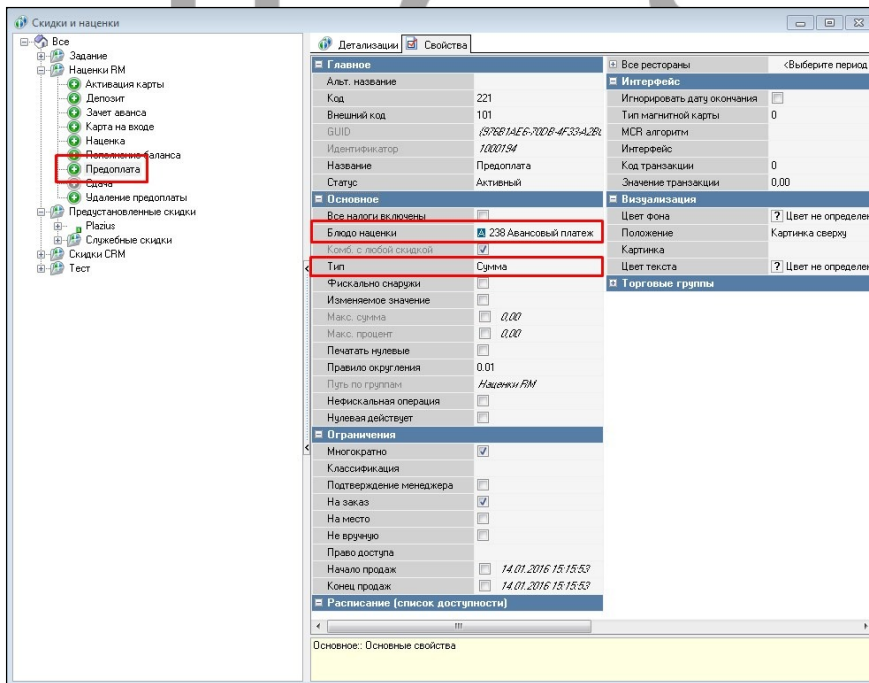 Скидки и наценки
Все
Задание
Наценки RM
Активация карты
Депозит
Зачет аванса
Карта на входе
Наценка
Пополнение баланса
Предоплата
Сдача
Удаление предоплаты
Предустановленные скидки
Plazius
Служебные скидки
Скидки CRM
Тест
Детализации Свойства
Главное
Альт. название
Код 221
Внешний код 101
GUID
Идентификатор 1000194
Название Предоплата
Статус Активный
Основное
Все налоги включены
Блюдо наценки 238 Авансовый платеж
Комб. с любой скидкой
Тип Сумма
Фискально снаружи
Изменяемое значение
Макс. сумма 0,00
Макс. процент 0,00
Печатать нулевые
Правило округления 0.01
Путь по группам Наценки RM
Нефискальная операция
Нулевая действует
Ограничения
Многократно
Классификация
Подтверждение менеджера
На заказ
На место
Не вручную
Право доступа
Начало продаж 14.01.2016 15:15:53
Конец продаж 14.01.2016 15:15:53
Расписание (список доступности)
Все рестораны <Выберите период
Интерфейс
Игнорировать дату окончания
Тип магнитной карты 0
MCR алгоритм
Интерфейс
Код транзакции 0
Значение транзакции 0,00
Визуализация
Цвет фона ? Цвет не определен
Положение Картинка сверху
Картинка
Цвет текста ? Цвет не определен
Торговые группы
Основное:: Основные свойства